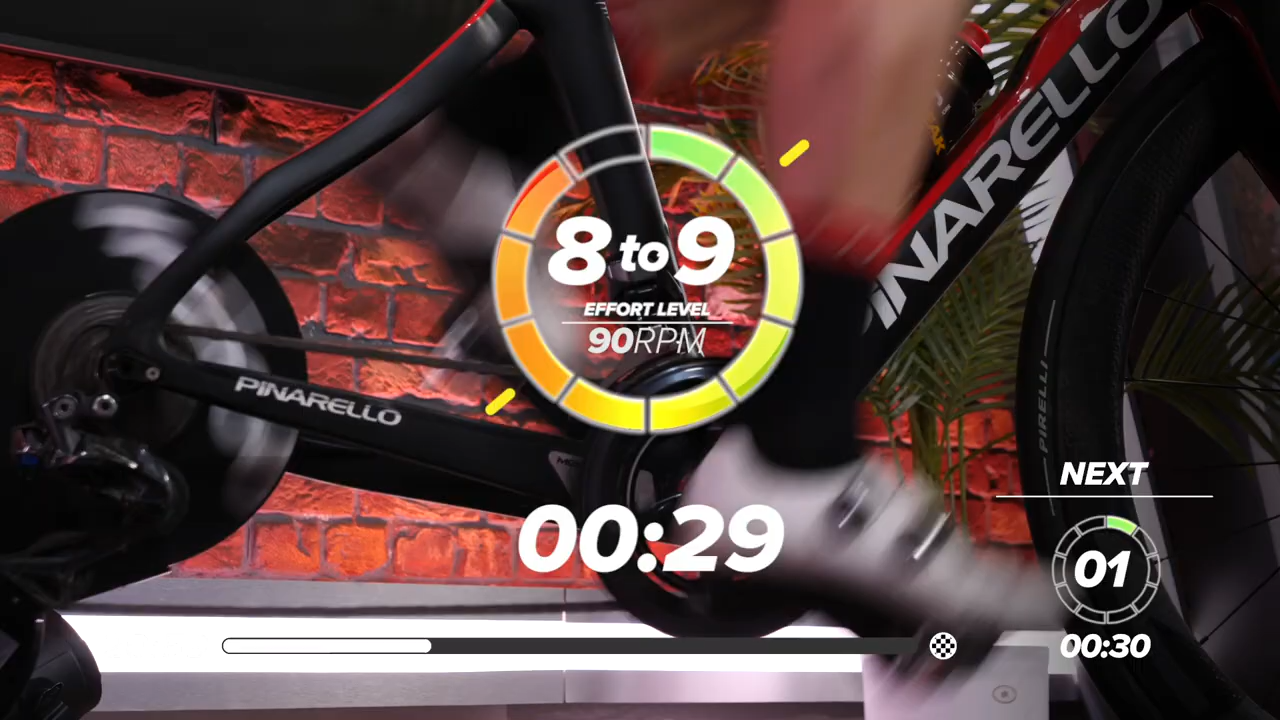 PINARELLO
8 to 9
EFFORT LEVEL
90RPM
PINARELLO
PIRELLI
00:29
NEXT
01
00:30